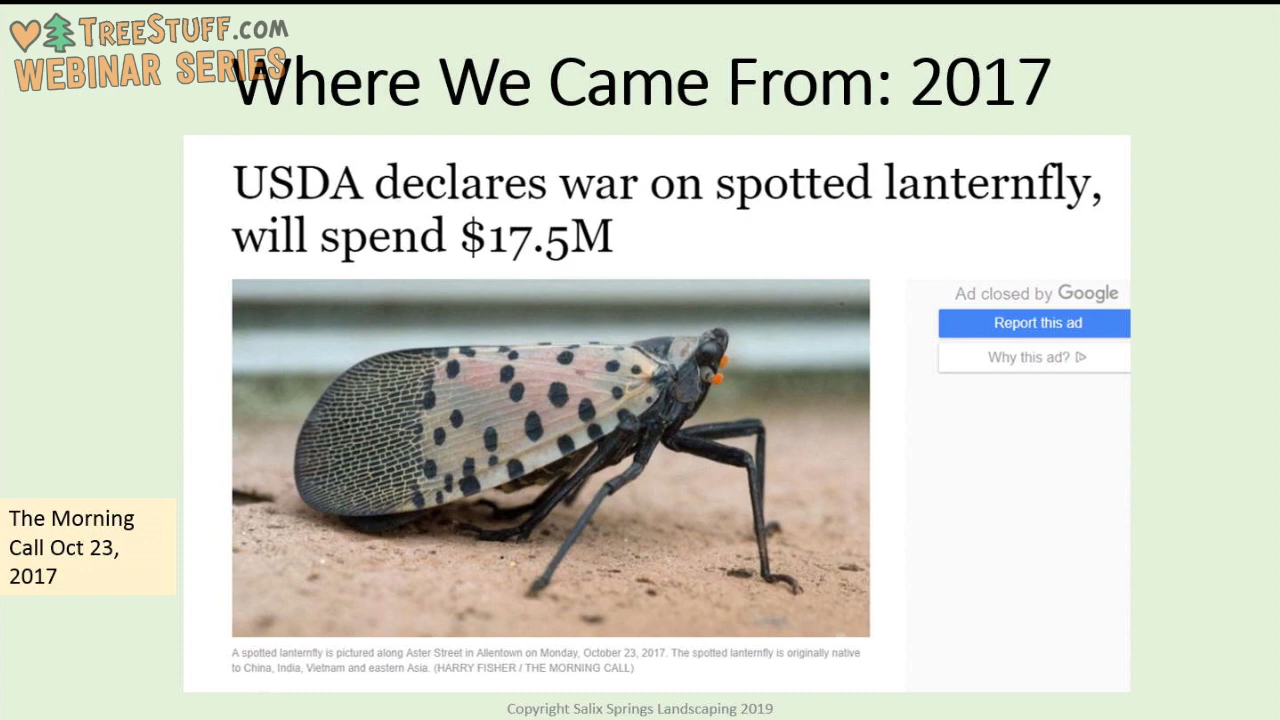 TREESTUFF.COM
WEBINAR SERIES
Where We Came From: 2017
USDA declares war on spotted lanternfly,
will spend $17.5M
Ad closed by Google
Report this ad
Why this ad?
The Morning
Call Oct 23,
2017
A spotted lanternfly is pictured along Aster Street in Allentown on Monday, October 23, 2017. The spotted lanternfly is originally native
to China, India, Vietnam and eastern Asia. (HARRY FISHER / THE MORNING CALL)
Copyright Salix Springs Landscaping 2019